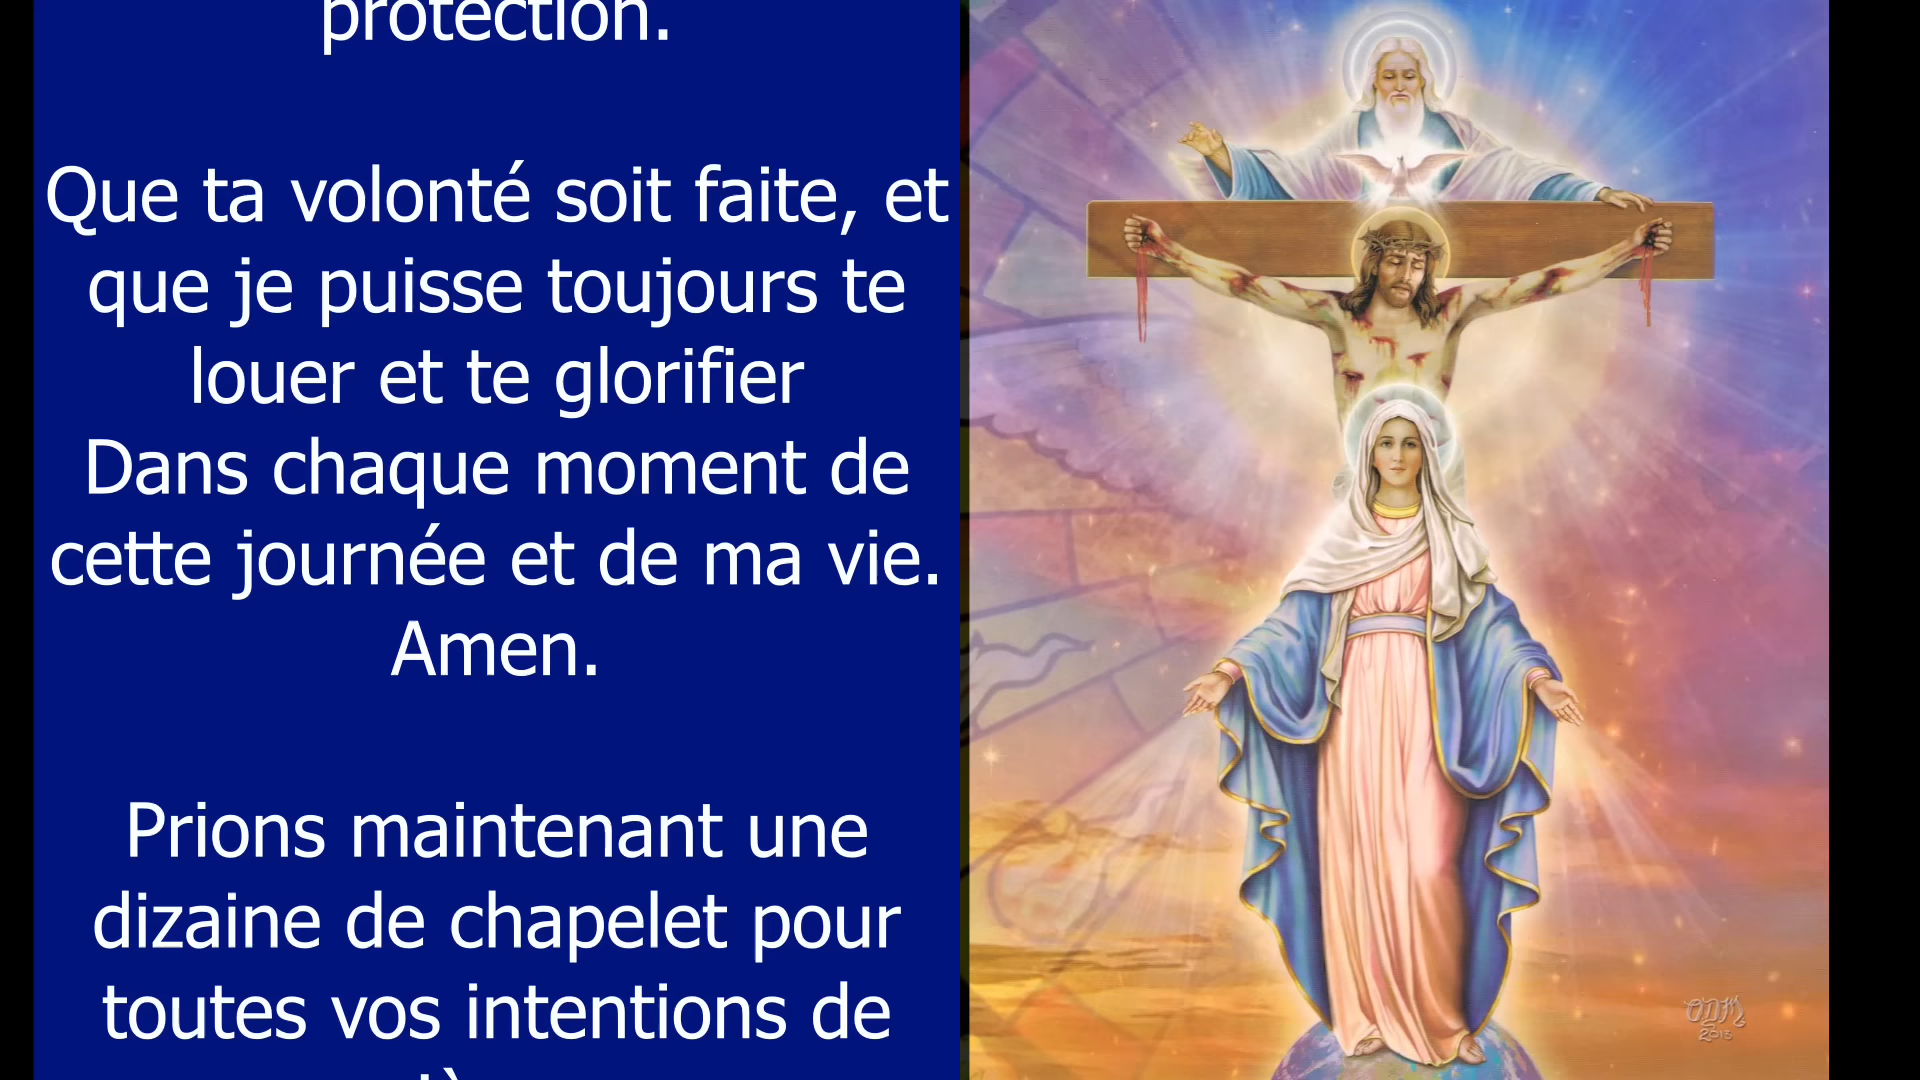 protection.
Que ta volonté soit faite, et
que je puisse toujours te
louer et te glorifier
Dans chaque moment de
cette journée et de ma vie.
Amen.
Prions maintenant une
dizaine de chapelet pour
toutes vos intentions de
2013